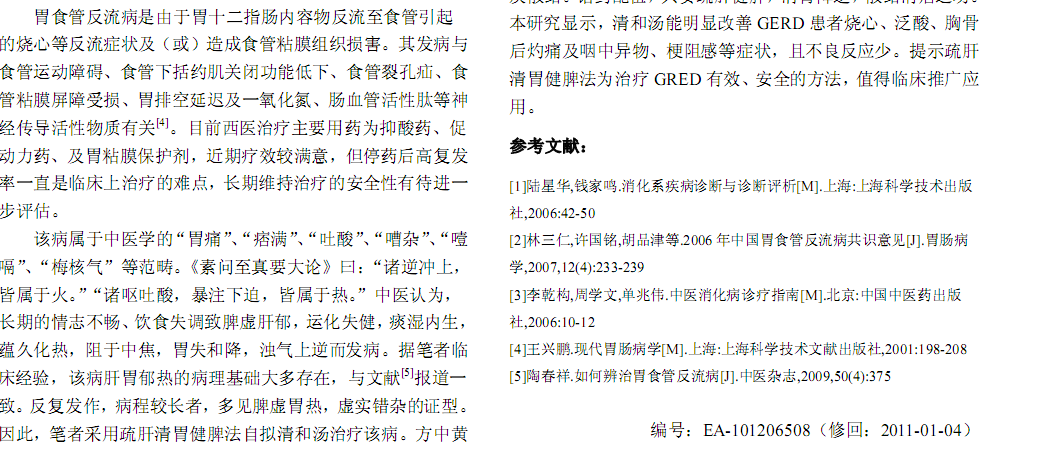 胃食管反流病是由于胃十二指肠内容物反流至食管引起
的烧心等反流症状及（或）造成食管粘膜组织损害。其发病与
食管运动障碍、食管下括约肌关闭功能低下、食管裂孔疝、食
管粘膜屏障受损、胃排空延迟及一氧化氮、肠血管活性肽等神
经传导活性物质有关[4]。目前西医治疗主要用药为抑酸药、促
动力药、及胃粘膜保护剂，近期疗效较满意，但停药后高复发
率一直是临床上治疗的难点，长期维持治疗的安全性有待进一
步评估。
该病属于中医学的“胃痛”、“痞满”、“吐酸”、“嘈杂”、“噎
嗝”、“梅核气”等范畴。《素问至真要大论》曰：“诸逆冲上，
皆属于火。”“诸呕吐酸，暴注下迫，皆属于热。”中医认为，
长期的情志不畅、饮食失调致脾虚肝郁，运化失健，痰湿内生，
蕴久化热，阻于中焦，胃失和降，浊气上逆而发病。据笔者临
床经验，该病肝胃郁热的病理基础大多存在，与文献[5]报道一
致。反复发作，病程较长者，多见脾虚胃热，虚实错杂的证型。
因此，笔者采用疏肝清胃健脾法自拟清和汤治疗该病。方中黄
本研究显示，清和汤能明显改善 GERD 患者烧心、泛酸、胸骨
后灼痛及咽中异物、梗阻感等症状，且不良反应少。提示疏肝
清胃健脾法为治疗 GRED 有效、安全的方法，值得临床推广应
用。
参考文献：
[1]陆星华,钱家鸣.消化系疾病诊断与诊断评析[M].上海:上海科学技术出版
社,2006:42-50
[2]林三仁,许国铭,胡品津等.2006 年中国胃食管反流病共识意见[J].胃肠病
学,2007,12(4):233-239
[3]李乾构,周学文,单兆伟.中医消化病诊疗指南[M].北京:中国中医药出版
社,2006:10-12
[4]王兴鹏.现代胃肠病学[M].上海:上海科学技术文献出版社,2001:198-208
[5]陶春祥.如何辨治胃食管反流病[J].中医杂志,2009,50(4):375
编号：EA-101206508（修回：2011-01-04）